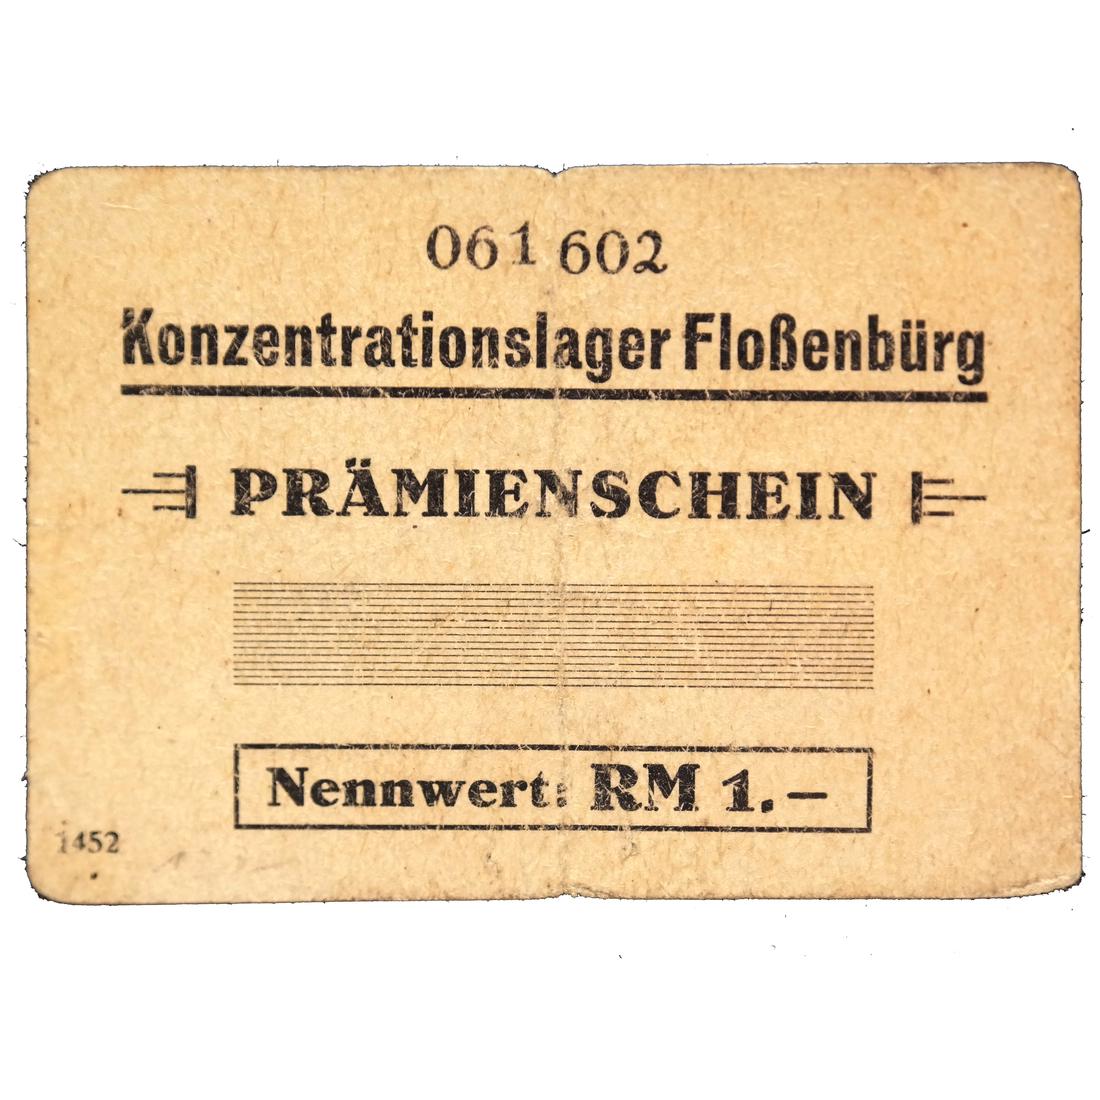 061 602
Konzentrationslager Floßenbürg
PRÄMIENSCHEIN
Nennwert: RM 1.–
1452